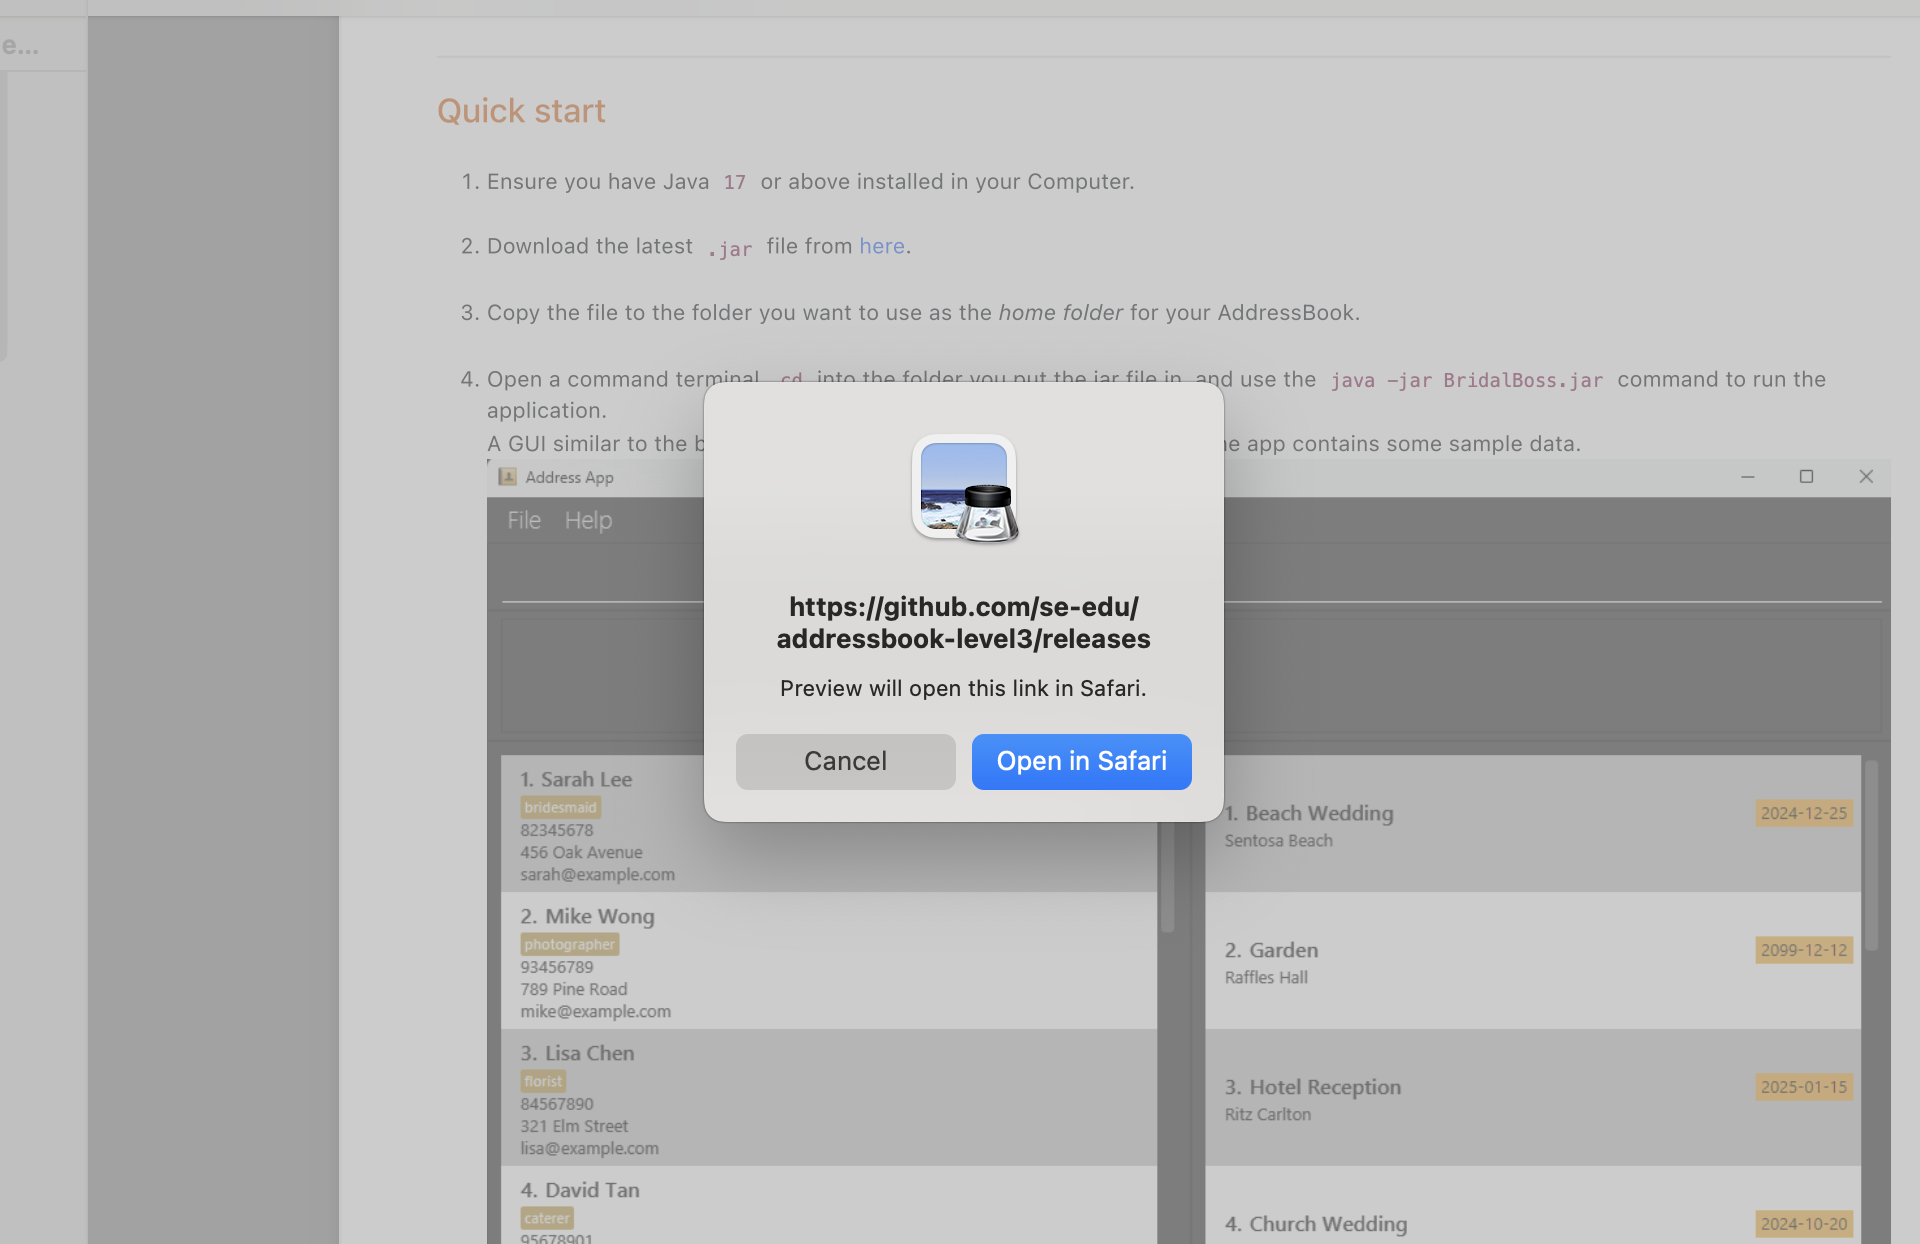 e...
Quick start
1. Ensure you have Java 17 or above installed in your Computer.
2. Download the latest .jar file from here.
3. Copy the file to the folder you want to use as the home folder for your AddressBook.
4. Open a command terminal, cd into the folder you put the jar file in, and use the java -jar BridalBoss.jar command to run the
application.
A GUI similar to the b
e app contains some sample data.
Address App
File Help
https://github.com/se-edu/
addressbook-level3/releases
Preview will open this link in Safari.
Cancel
Open in Safari
1. Sarah Lee
bridesmaid
82345678
456 Oak Avenue
sarah@example.com
2. Mike Wong
photographer
93456789
789 Pine Road
mike@example.com
3. Lisa Chen
florist
84567890
321 Elm Street
lisa@example.com
4. David Tan
caterer
95678901
1. Beach Wedding
2024-12-25
Sentosa Beach
2. Garden
2099-12-12
Raffles Hall
3. Hotel Reception
2025-01-15
Ritz Carlton
4. Church Wedding
2024-10-20